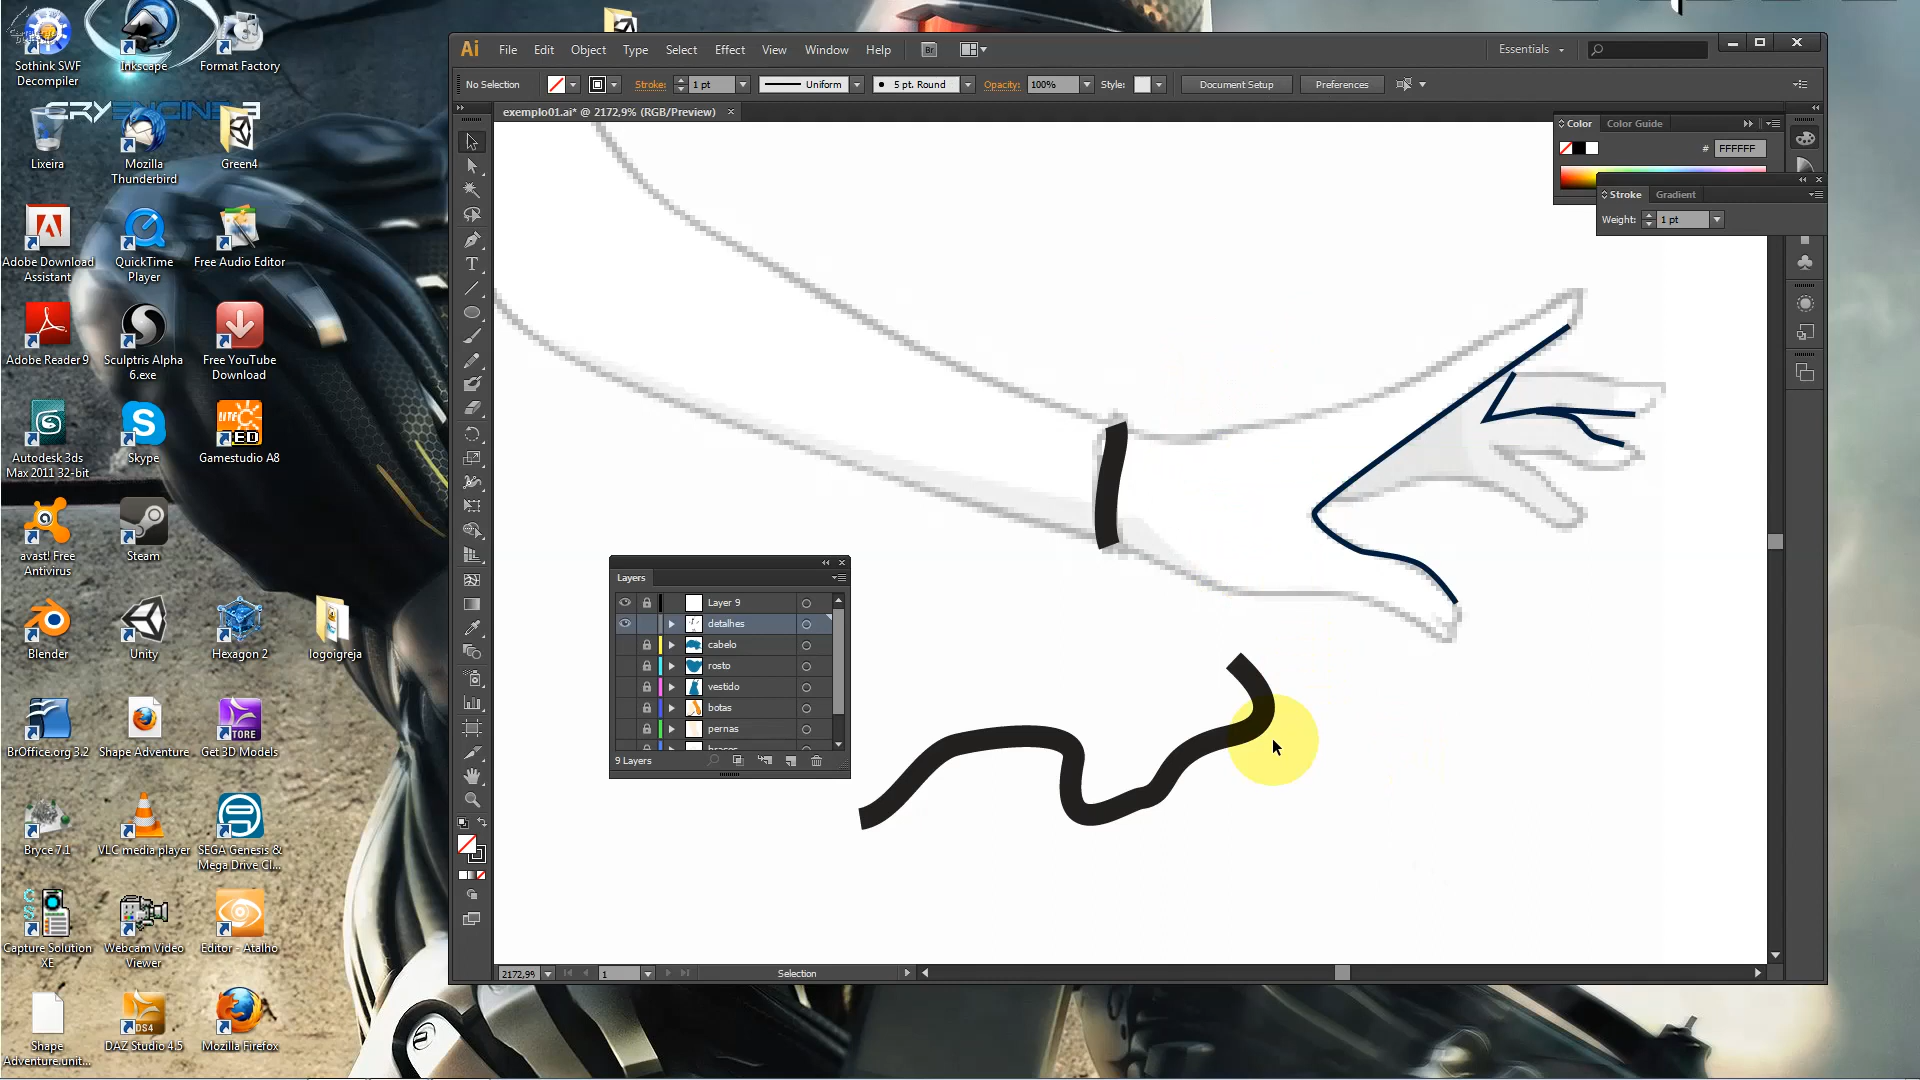 Sothink SWF
Decompiler
Inkscape
Format Factory
CRYENGINE 3
Lixeira
Mozilla
Thunderbird
Green4
Adobe Download
Assistant
QuickTime
Player
Free Audio Editor
Adobe Reader 9
Sculptris Alpha
6.exe
Free YouTube
Download
Autodesk 3ds
Max 2011 32-bit
Skype
Gamestudio A8
avast! Free
Antivirus
Steam
Blender
Unity
Hexagon 2
logoigreja
BrOffice.org 3.2
Shape Adventure
Get 3D Models
Bryce 7.1
VLC media player
SEGA Genesis &
Mega Drive Cl...
Capture Solution
XE
Webcam Video
Viewer
Editor - Atalho
Shape
Adventure.unit...
DAZ Studio 4.5
Mozilla Firefox
Ai File Edit Object Type Select Effect View Window Help Br Essentials
No Selection Stroke: 1 pt Uniform 5 pt. Round Opacity: 100% Style: Document Setup Preferences
exemplo01.ai* @ 2172,9% (RGB/Preview)
Color Color Guide
# FFFFFF
Stroke Gradient
Weight: 1 pt
Layers
Layer 9
detalhes
cabelo
rosto
vestido
botas
pernas
9 Layers
2172,9% 1 Selection